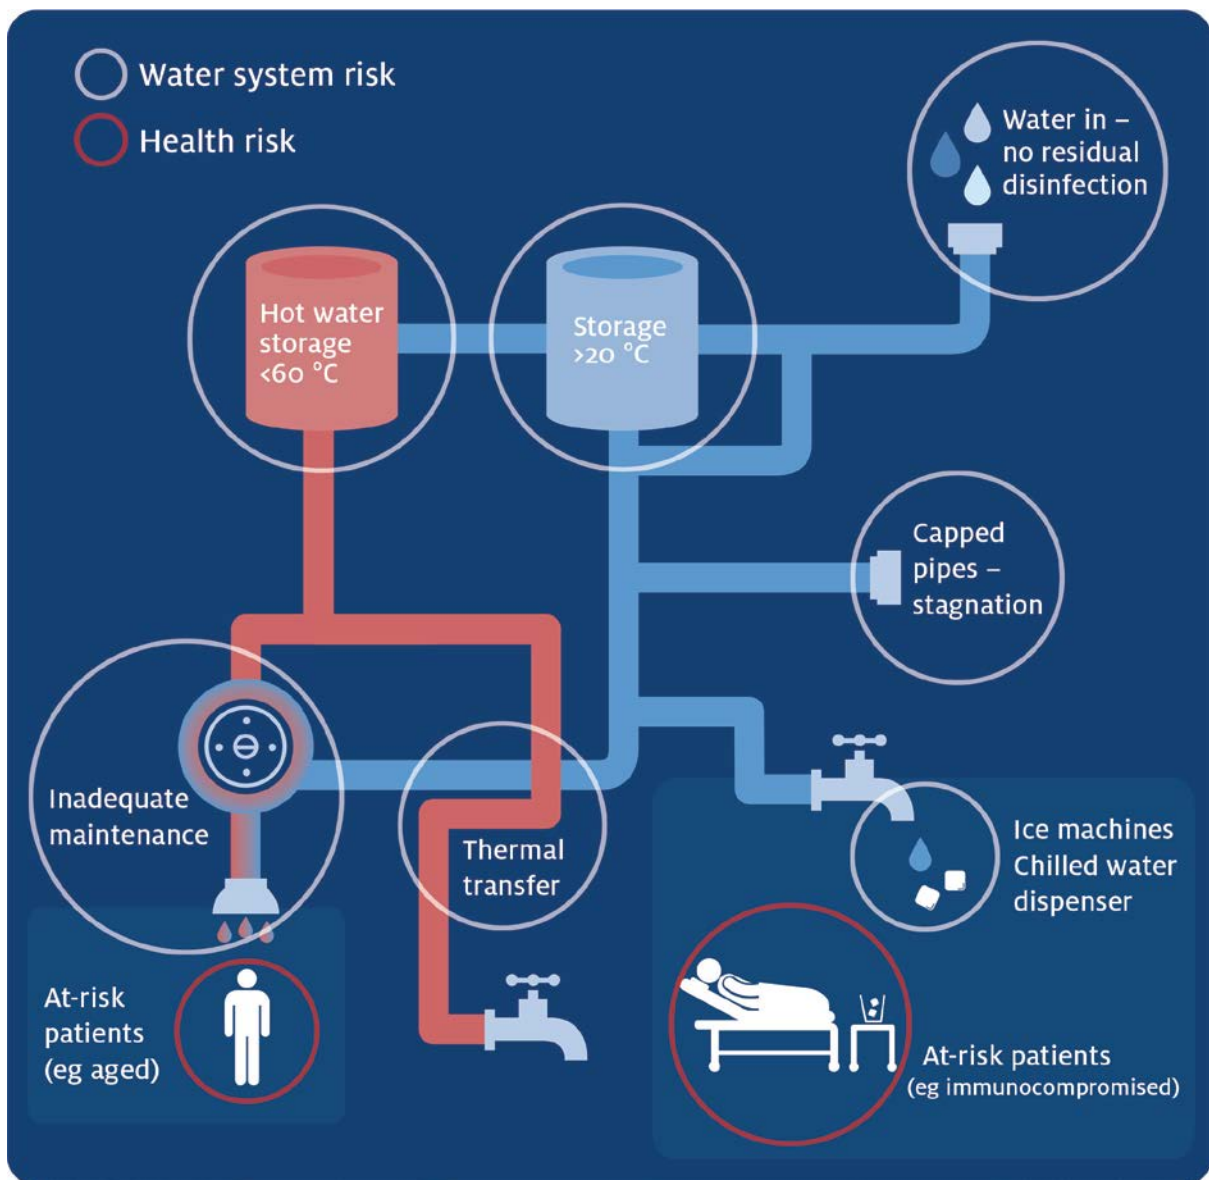 Water system risk
Health risk
Water in –
no residual
disinfection
Hot water
storage
<60 °C
Storage
>20 °C
Capped
pipes –
stagnation
Inadequate
maintenance
Thermal
transfer
Ice machines
Chilled water
dispenser
At-risk
patients
(eg aged)
At-risk patients
(eg immunocompromised)